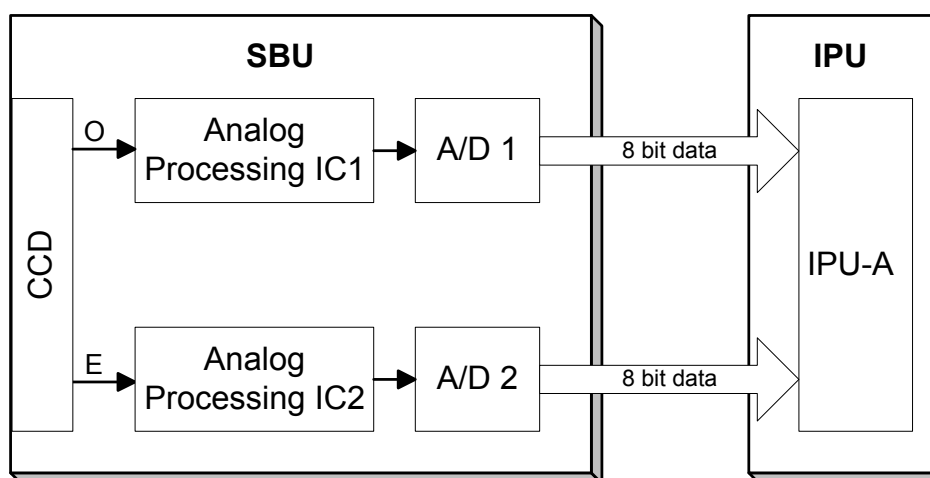 SBU
IPU
CCD
O
Analog
Processing IC1
A/D 1
8 bit data
IPU-A
E
Analog
Processing IC2
A/D 2
8 bit data